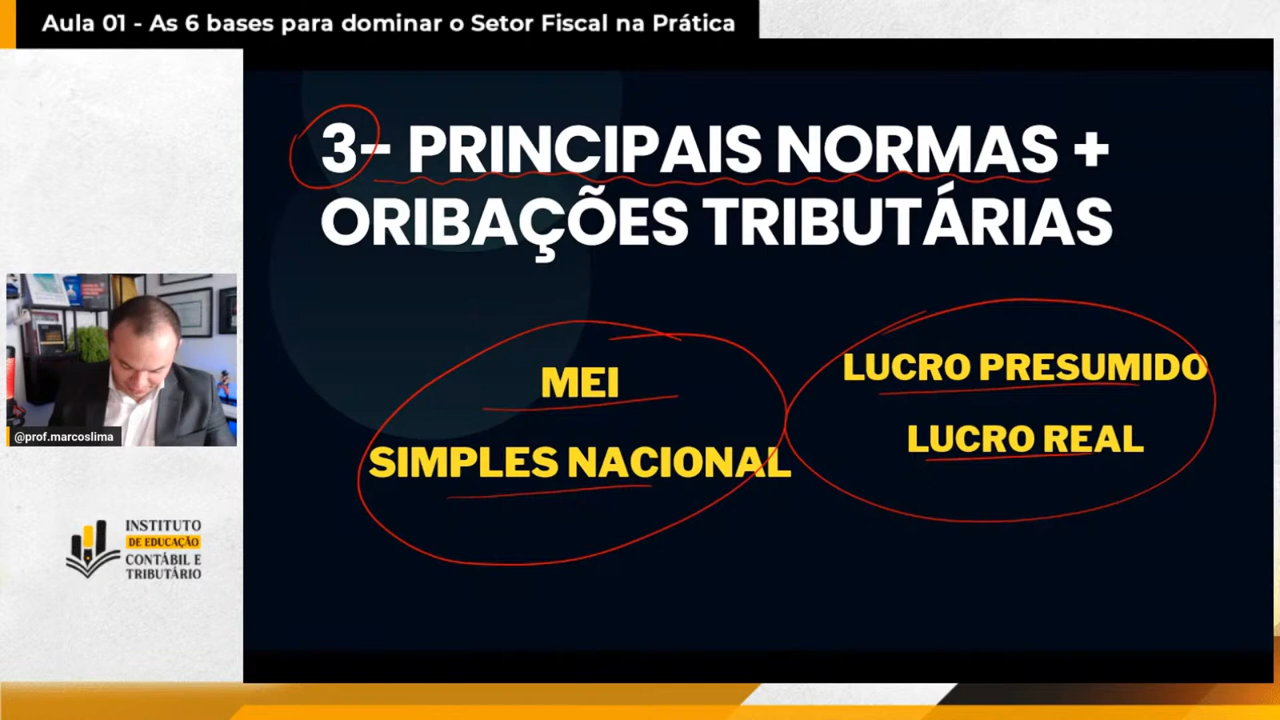 Aula 01 - As 6 bases para dominar o Setor Fiscal na Prática
3- PRINCIPAIS NORMAS +
ORIBAÇÕES TRIBUTÁRIAS
MEI
SIMPLES NACIONAL
LUCRO PRESUMIDO
LUCRO REAL
@prof.marcoslima
INSTITUTO
DE EDUCAÇÃO
CONTÁBIL E
TRIBUTÁRIO